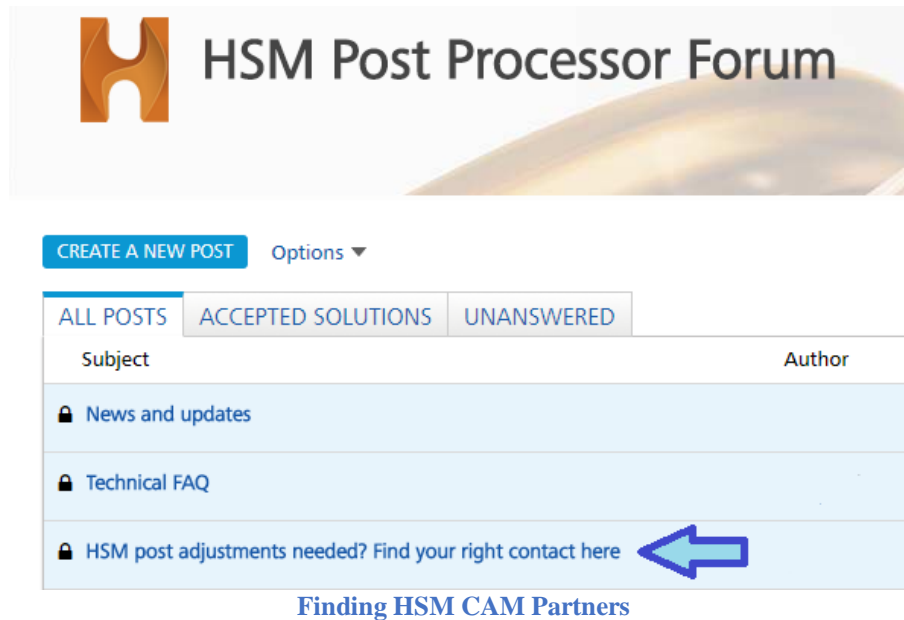 HSM Post Processor Forum
CREATE A NEW POST Options
ALL POSTS ACCEPTED SOLUTIONS UNANSWERED
Subject Author
News and updates
Technical FAQ
HSM post adjustments needed? Find your right contact here
Finding HSM CAM Partners